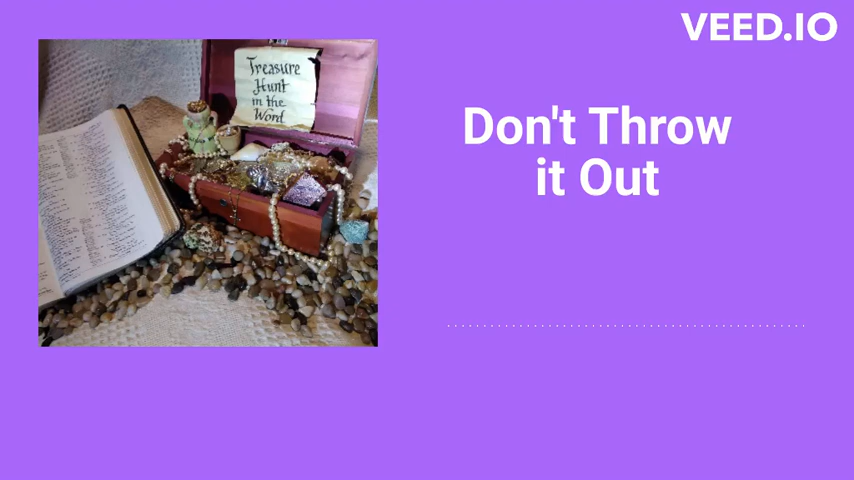 VEED.IO
Treasure
Hunt
in the
Word
Don't Throw
it Out